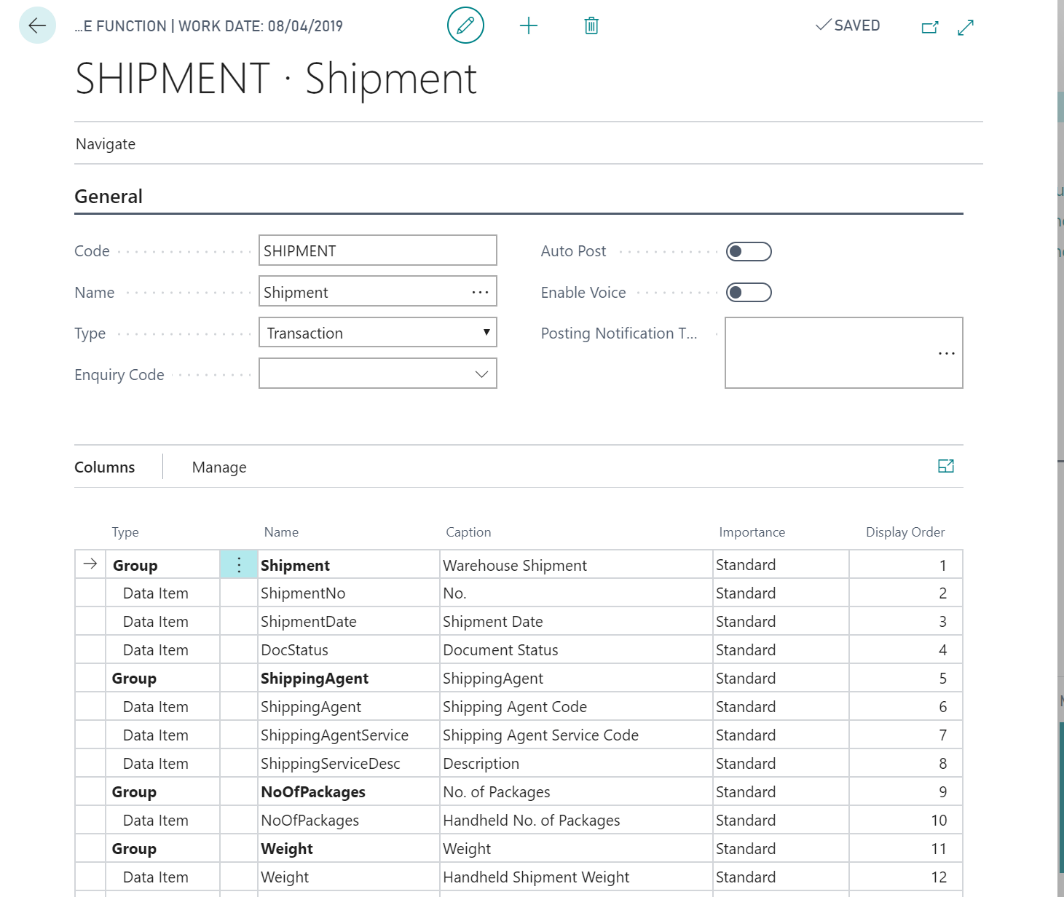 ...E FUNCTION | WORK DATE: 08/04/2019
SAVED
SHIPMENT · Shipment
Navigate
General
Code SHIPMENT Auto Post
Name Shipment ... Enable Voice
Type Transaction Posting Notification T... ...
Enquiry Code
Columns Manage
Type Name Caption Importance Display Order
Group Shipment Warehouse Shipment Standard 1
Data Item ShipmentNo No. Standard 2
Data Item ShipmentDate Shipment Date Standard 3
Data Item DocStatus Document Status Standard 4
Group ShippingAgent ShippingAgent Standard 5
Data Item ShippingAgent Shipping Agent Code Standard 6
Data Item ShippingAgentService Shipping Agent Service Code Standard 7
Data Item ShippingServiceDesc Description Standard 8
Group NoOfPackages No. of Packages Standard 9
Data Item NoOfPackages Handheld No. of Packages Standard 10
Group Weight Weight Standard 11
Data Item Weight Handheld Shipment Weight Standard 12